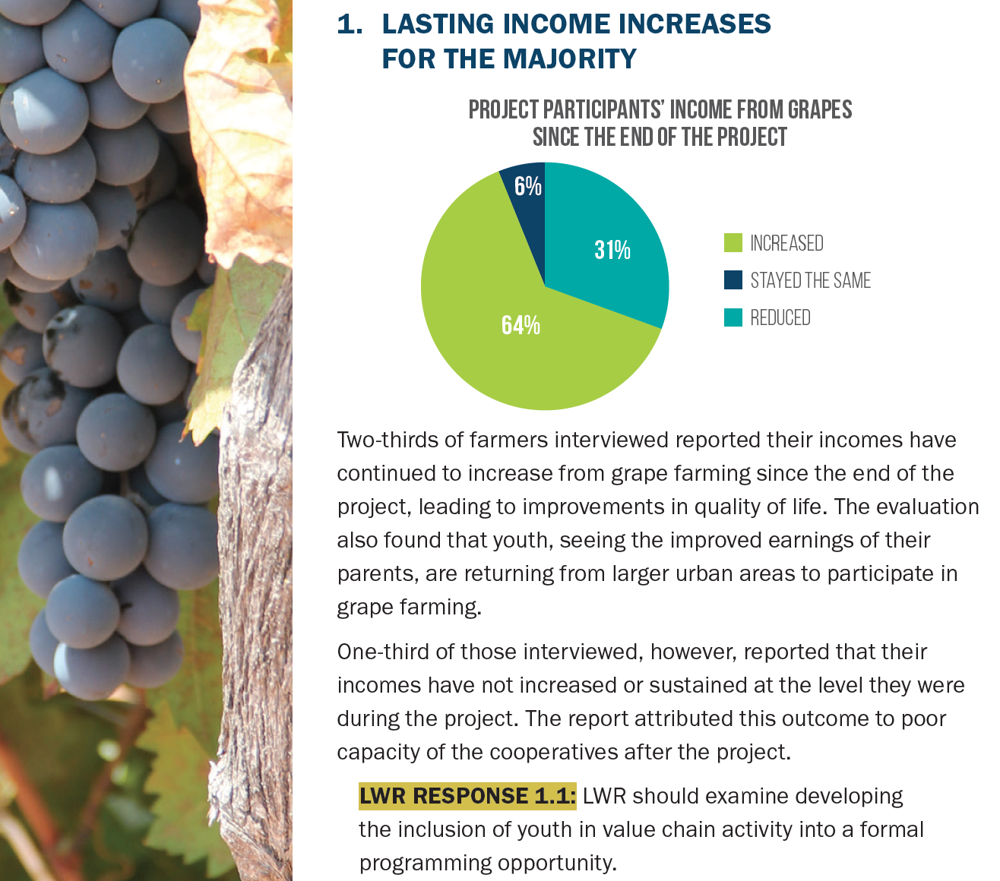 1. LASTING INCOME INCREASES
FOR THE MAJORITY
PROJECT PARTICIPANTS’ INCOME FROM GRAPES
SINCE THE END OF THE PROJECT
6%
31%
64%
INCREASED
STAYED THE SAME
REDUCED
Two-thirds of farmers interviewed reported their incomes have
continued to increase from grape farming since the end of the
project, leading to improvements in quality of life. The evaluation
also found that youth, seeing the improved earnings of their
parents, are returning from larger urban areas to participate in
grape farming.
One-third of those interviewed, however, reported that their
incomes have not increased or sustained at the level they were
during the project. The report attributed this outcome to poor
capacity of the cooperatives after the project.
LWR RESPONSE 1.1: LWR should examine developing
the inclusion of youth in value chain activity into a formal
programming opportunity.